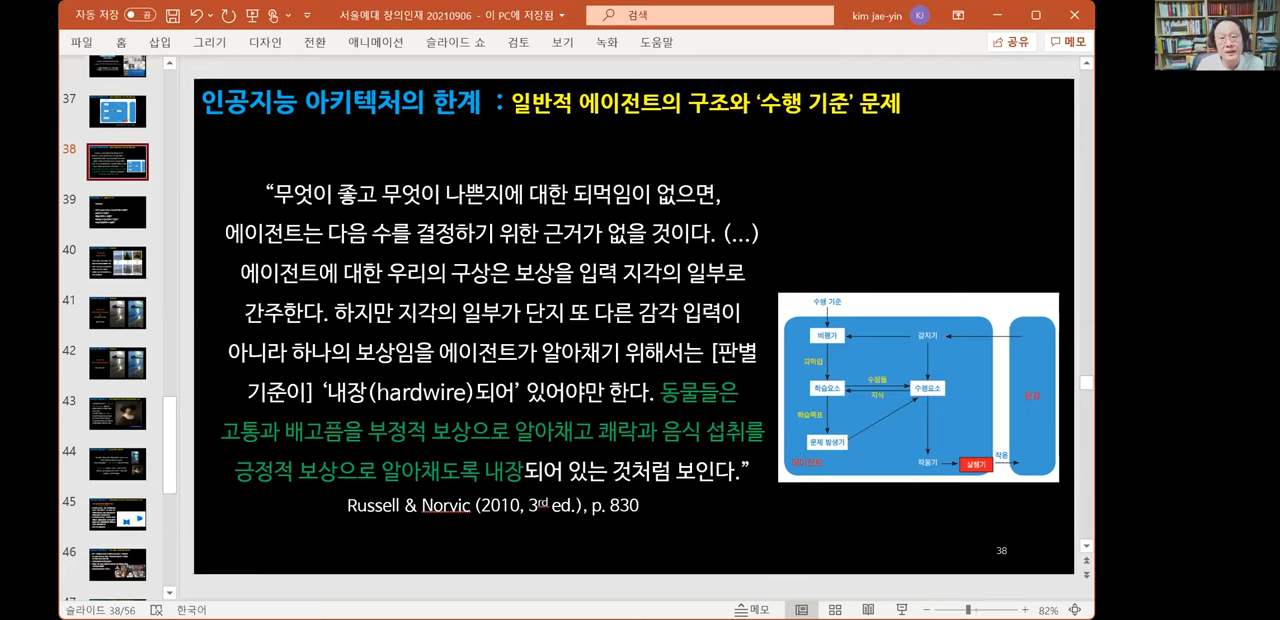 자동 저장 끔
서울예대 창의인재 20210906 - 이 PC에 저장됨
검색
kim jae-yin KJ
파일 홈 삽입 그리기 디자인 전환 애니메이션 슬라이드 쇼 검토 보기 녹화 도움말
공유 메모
37
38
39
40
41
42
43
44
45
46
인공지능 아키텍처의 한계 : 일반적 에이전트의 구조와 ‘수행 기준’ 문제
“무엇이 좋고 무엇이 나쁜지에 대한 되먹임이 없으면,
에이전트는 다음 수를 결정하기 위한 근거가 없을 것이다. (...)
에이전트에 대한 우리의 구상은 보상을 입력 지각의 일부로
간주한다. 하지만 지각의 일부가 단지 또 다른 감각 입력이
아니라 하나의 보상임을 에이전트가 알아채기 위해서는 [판별
기준이] ‘내장(hardwire)되어’ 있어야만 한다. 동물들은
고통과 배고픔을 부정적 보상으로 알아채고 쾌락과 음식 섭취를
긍정적 보상으로 알아채도록 내장되어 있는 것처럼 보인다.”
Russell & Norvic (2010, 3rd ed.), p. 830
수행 기준
비평가
감지기
되먹임
학습요소
수정들
지식
수행요소
학습목표
문제 발생기
에이전트
작동기
실행기
작용
환경
38
슬라이드 38/56
한국어
메모
82%